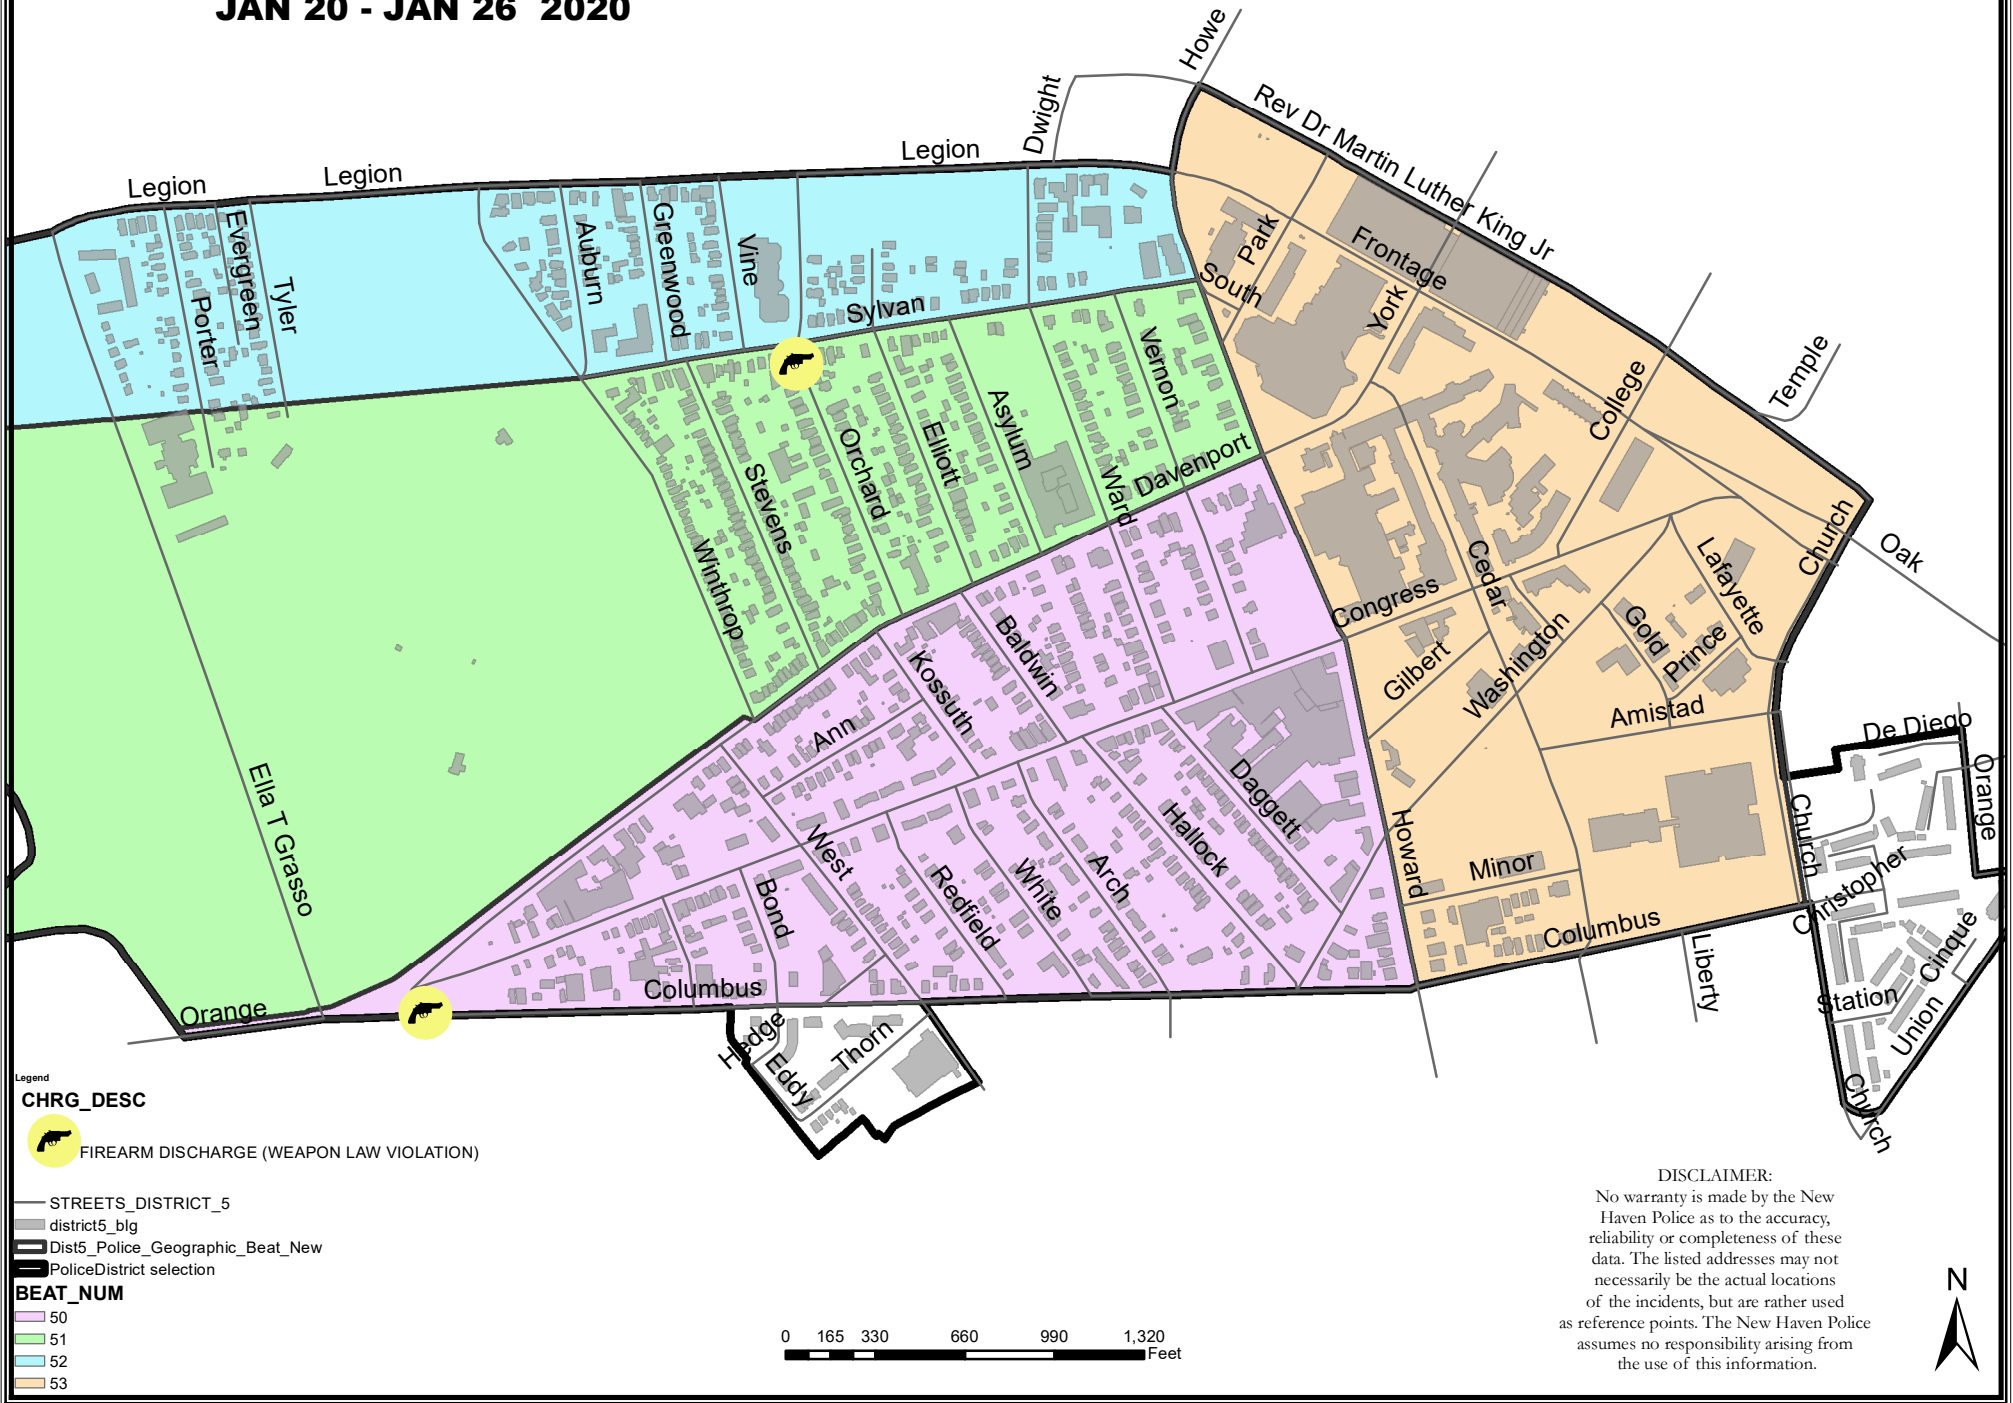 JAN 20 - JAN 26 2020
Howe
Dwight
Rev Dr Martin Luther King Jr
Legion
Legion
Legion
Evergreen
Porter
Tyler
Auburn
Greenwood
Vine
Sylvan
Park
South
York
Frontage
College
Temple
Church
Oak
Vernon
Davenport
Ward
Asylum
Elliott
Orchard
Stevens
Winthrop
Ella T Grasso
Orange
Cedar
Congress
Gilbert
Washington
Lafayette
Gold
Prince
Amistad
De Diego
Orange
Baldwin
Kossuth
Ann
West
Bond
Redfield
White
Arch
Hallock
Daggett
Howard
Minor
Columbus
Columbus
Liberty
Church
Christopher
Cinque
Station
Union
Church
Hedge
Eddy
Thorn
Legend
CHRG_DESC
FIREARM DISCHARGE (WEAPON LAW VIOLATION)
STREETS_DISTRICT_5
district5_blg
Dist5_Police_Geographic_Beat_New
PoliceDistrict selection
BEAT_NUM
50
51
52
53
0 165 330 660 990 1,320
Feet
DISCLAIMER:
No warranty is made by the New
Haven Police as to the accuracy,
reliability or completeness of these
data. The listed addresses may not
necessarily be the actual locations
of the incidents, but are rather used
as reference points. The New Haven Police
assumes no responsibility arising from
the use of this information.
N